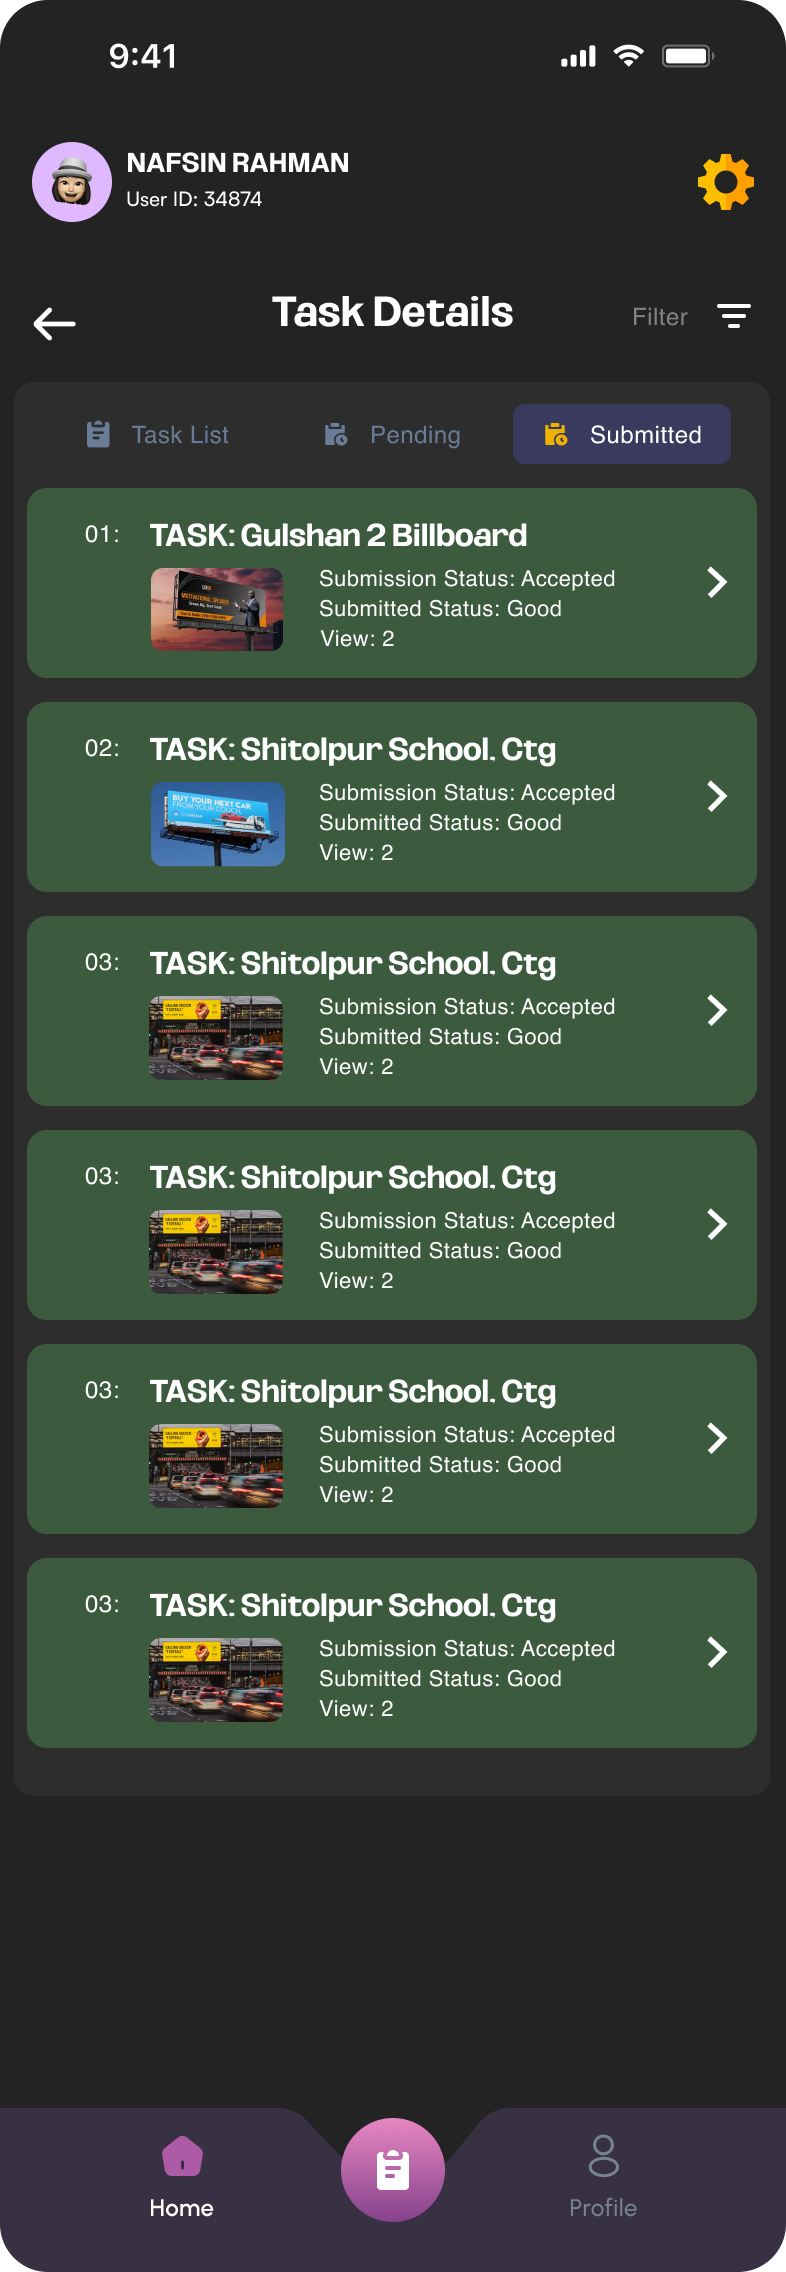 9:41
NAFSIN RAHMAN
User ID: 34874
Task Details
Filter
Task List
Pending
Submitted
01:
TASK: Gulshan 2 Billboard
MOTIVATIONAL SPEAKER
Submission Status: Accepted
Submitted Status: Good
View: 2
02:
TASK: Shitolpur School. Ctg
BUY YOUR NEXT CAR
FROM YOUR COUCH.
Submission Status: Accepted
Submitted Status: Good
View: 2
03:
TASK: Shitolpur School. Ctg
Submission Status: Accepted
Submitted Status: Good
View: 2
03:
TASK: Shitolpur School. Ctg
Submission Status: Accepted
Submitted Status: Good
View: 2
03:
TASK: Shitolpur School. Ctg
Submission Status: Accepted
Submitted Status: Good
View: 2
03:
TASK: Shitolpur School. Ctg
Submission Status: Accepted
Submitted Status: Good
View: 2
Home
Profile